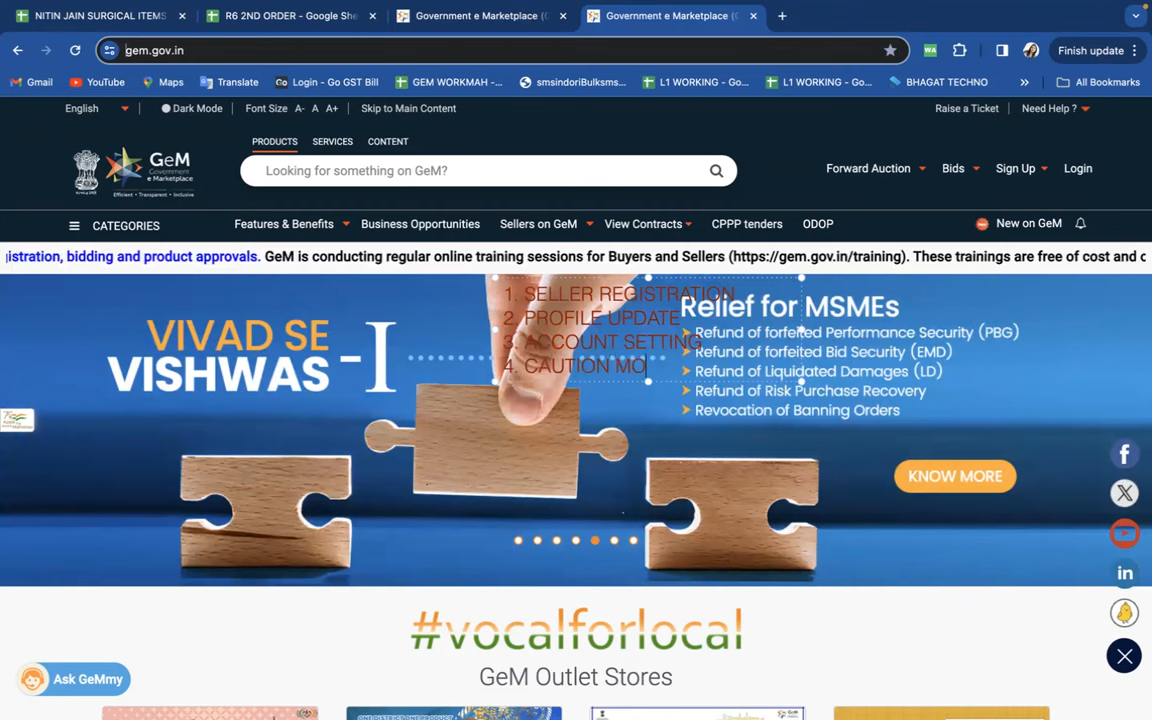 NITIN JAIN SURGICAL ITEMS
R6 2ND ORDER - Google She
Government e Marketplace (
Government e Marketplace (
gem.gov.in
Finish update
Gmail
YouTube
Maps
Translate
Login - Go GST Bill
GEM WORKMAH -...
smsindoriBulksms...
L1 WORKING - Go...
L1 WORKING - Go...
BHAGAT TECHNO
All Bookmarks
English
Dark Mode
Font Size A- A A+
Skip to Main Content
Raise a Ticket
Need Help ?
PRODUCTS SERVICES CONTENT
GeM
Government
e Marketplace
Efficient • Transparent • Inclusive
Looking for something on GeM?
Forward Auction Bids Sign Up Login
CATEGORIES
Features & Benefits Business Opportunities Sellers on GeM View Contracts CPPP tenders ODOP
New on GeM
istration, bidding and product approvals. GeM is conducting regular online training sessions for Buyers and Sellers (https://gem.gov.in/training). These trainings are free of cost and c
1. SELLER REGISTRATION
2. PROFILE UPDATE
3. ACCOUNT SETTING
4. CAUTION MO
VIVAD SE
VISHWAS - I
Relief for MSMEs
Refund of forfeited Performance Security (PBG)
Refund of forfeited Bid Security (EMD)
Refund of Liquidated Damages (LD)
Refund of Risk Purchase Recovery
Revocation of Banning Orders
KNOW MORE
#vocalforlocal
GeM Outlet Stores
Ask GeMmy